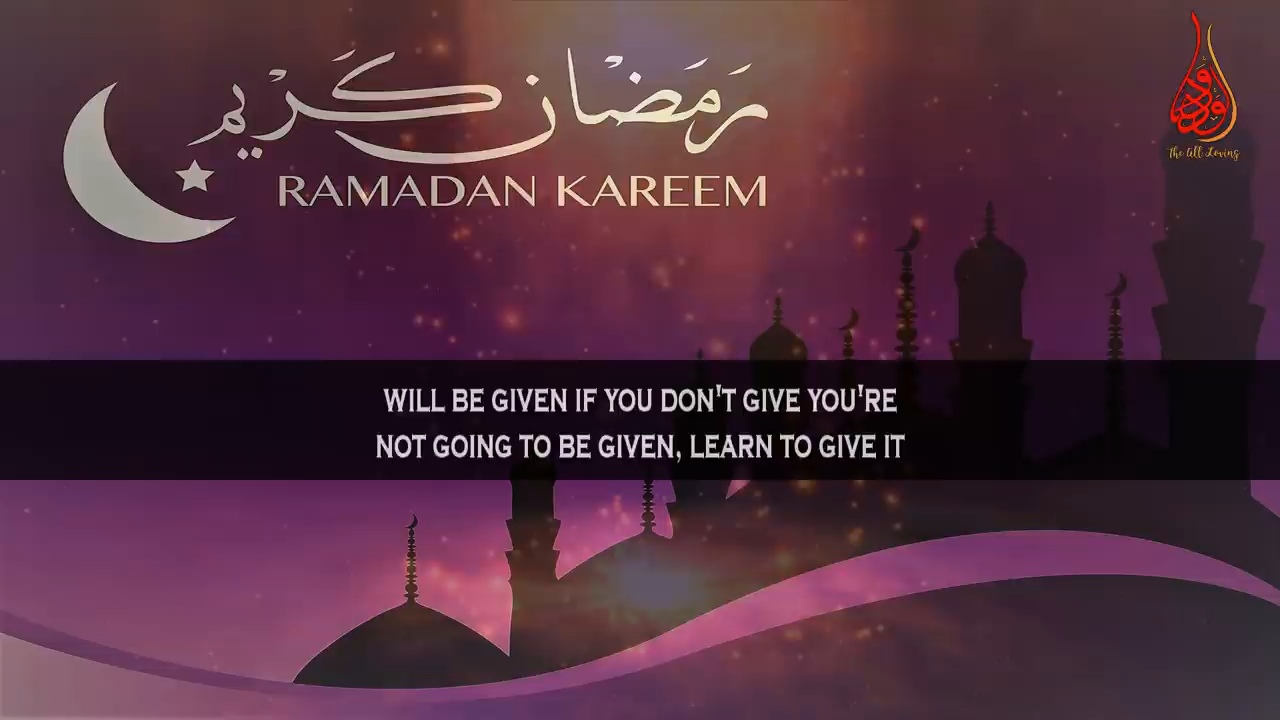 رمضان كريم
RAMADAN KAREEM
ودود
The All Loving
WILL BE GIVEN IF YOU DON'T GIVE YOU'RE
NOT GOING TO BE GIVEN, LEARN TO GIVE IT